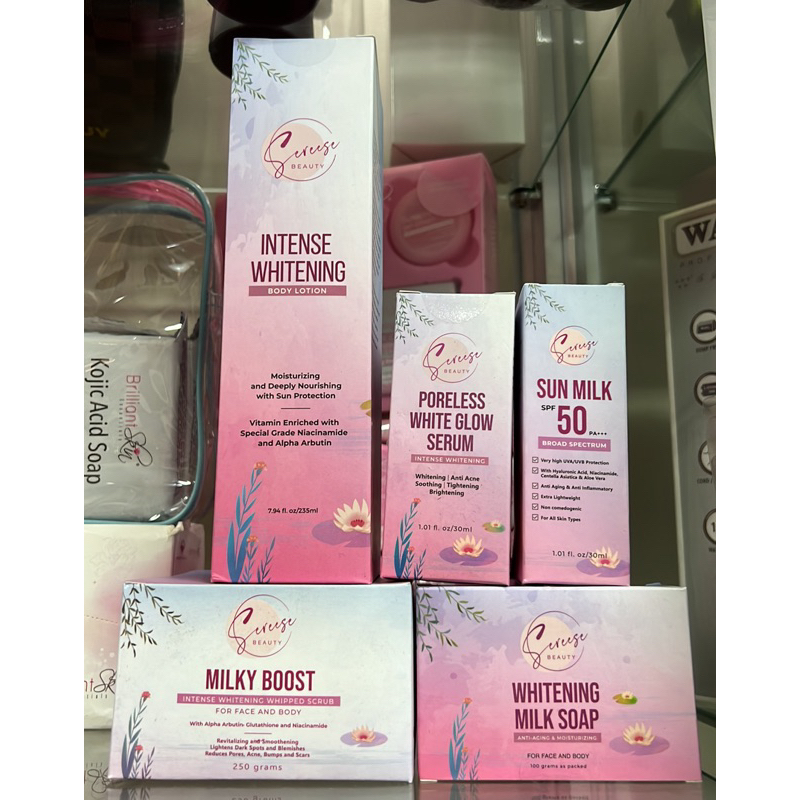 Sereese
BEAUTY
INTENSE
WHITENING
BODY LOTION
Moisturizing
and Deeply Nourishing
with Sun Protection
Vitamin Enriched with
Special Grade Niacinamide
and Alpha Arbutin
7.94 fl. oz/235ml
Sereese
BEAUTY
PORELESS
WHITE GLOW
SERUM
INTENSE WHITENING
Whitening | Anti Acne
Soothing | Tightening
Brightening
1.01 fl. oz/30ml
Sereese
BEAUTY
SUN MILK
SPF 50 PA+++
BROAD SPECTRUM
Very high UVA/UVB Protection
With Hyaluronic Acid, Niacinamide,
Centella Asiatica & Aloe Vera
Anti Aging & Anti Inflammatory
Extra Lightweight
Non comedogenic
For All Skin Types
1.01 fl. oz/30ml
Sereese
BEAUTY
MILKY BOOST
INTENSE WHITENING WHIPPED SCRUB
FOR FACE AND BODY
With Alpha Arbutin- Glutathione and Niacinamide
Revitalizing and Smoothening
Lightens Dark Spots and Blemishes
Reduces Pores, Acne, Bumps and Scars
250 grams
Sereese
BEAUTY
WHITENING
MILK SOAP
ANTI-AGING & MOISTURIZING
FOR FACE AND BODY
100 grams as packed
Brilliant
Skin
Kojic Acid Soap
WA